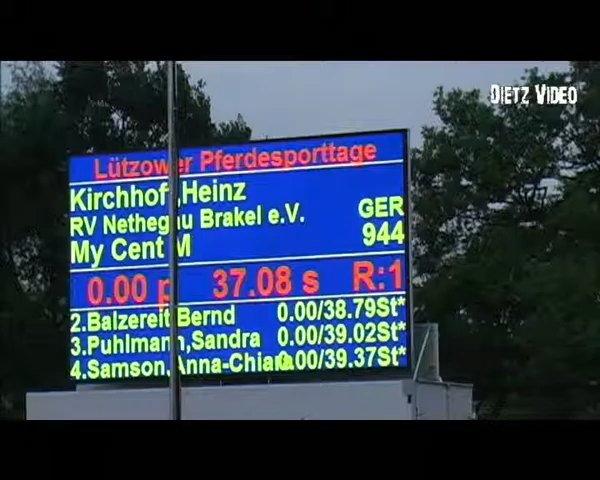 DIETZ VIDEO
Lützower Pferdesporttage
Kirchhof,Heinz
RV Nethegau Brakel e.V. GER
My Cent M 944
0.00 p 37.08 s R:1
2.Balzereit Bernd 0.00/38.79St*
3.Puhlmann,Sandra 0.00/39.02St*
4.Samson,Anna-Chiara 0.00/39.37St*